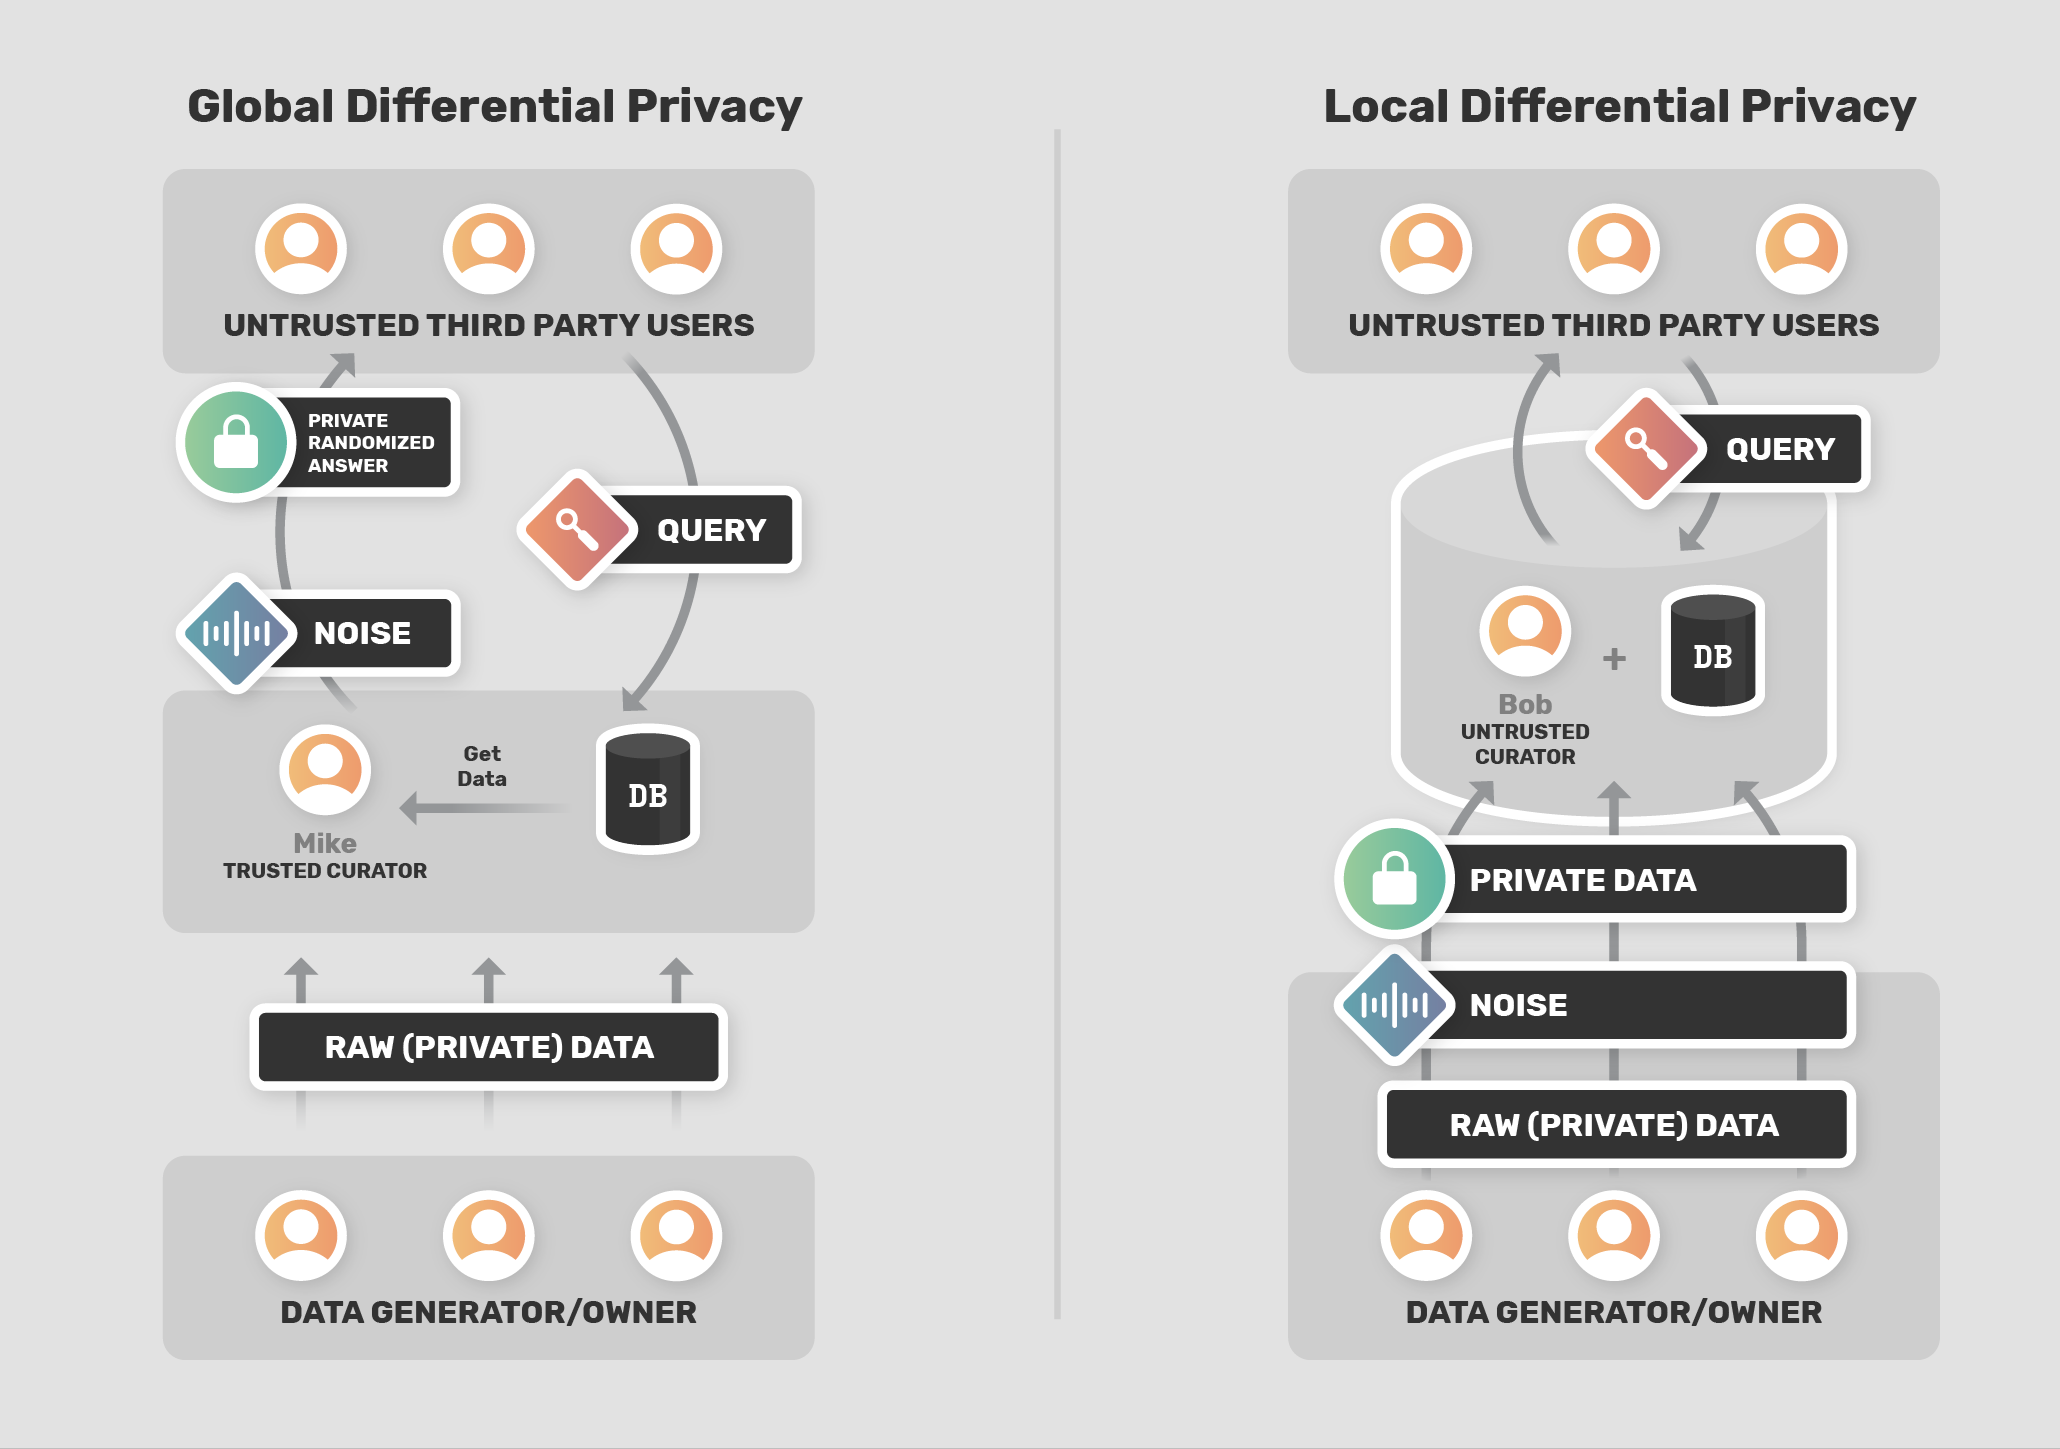 Global Differential Privacy
UNTRUSTED THIRD PARTY USERS
PRIVATE
RANDOMIZED
ANSWER
QUERY
NOISE
Get
Data
DB
Mike
TRUSTED CURATOR
RAW (PRIVATE) DATA
DATA GENERATOR/OWNER
Local Differential Privacy
UNTRUSTED THIRD PARTY USERS
QUERY
+
DB
Bob
UNTRUSTED
CURATOR
PRIVATE DATA
NOISE
RAW (PRIVATE) DATA
DATA GENERATOR/OWNER